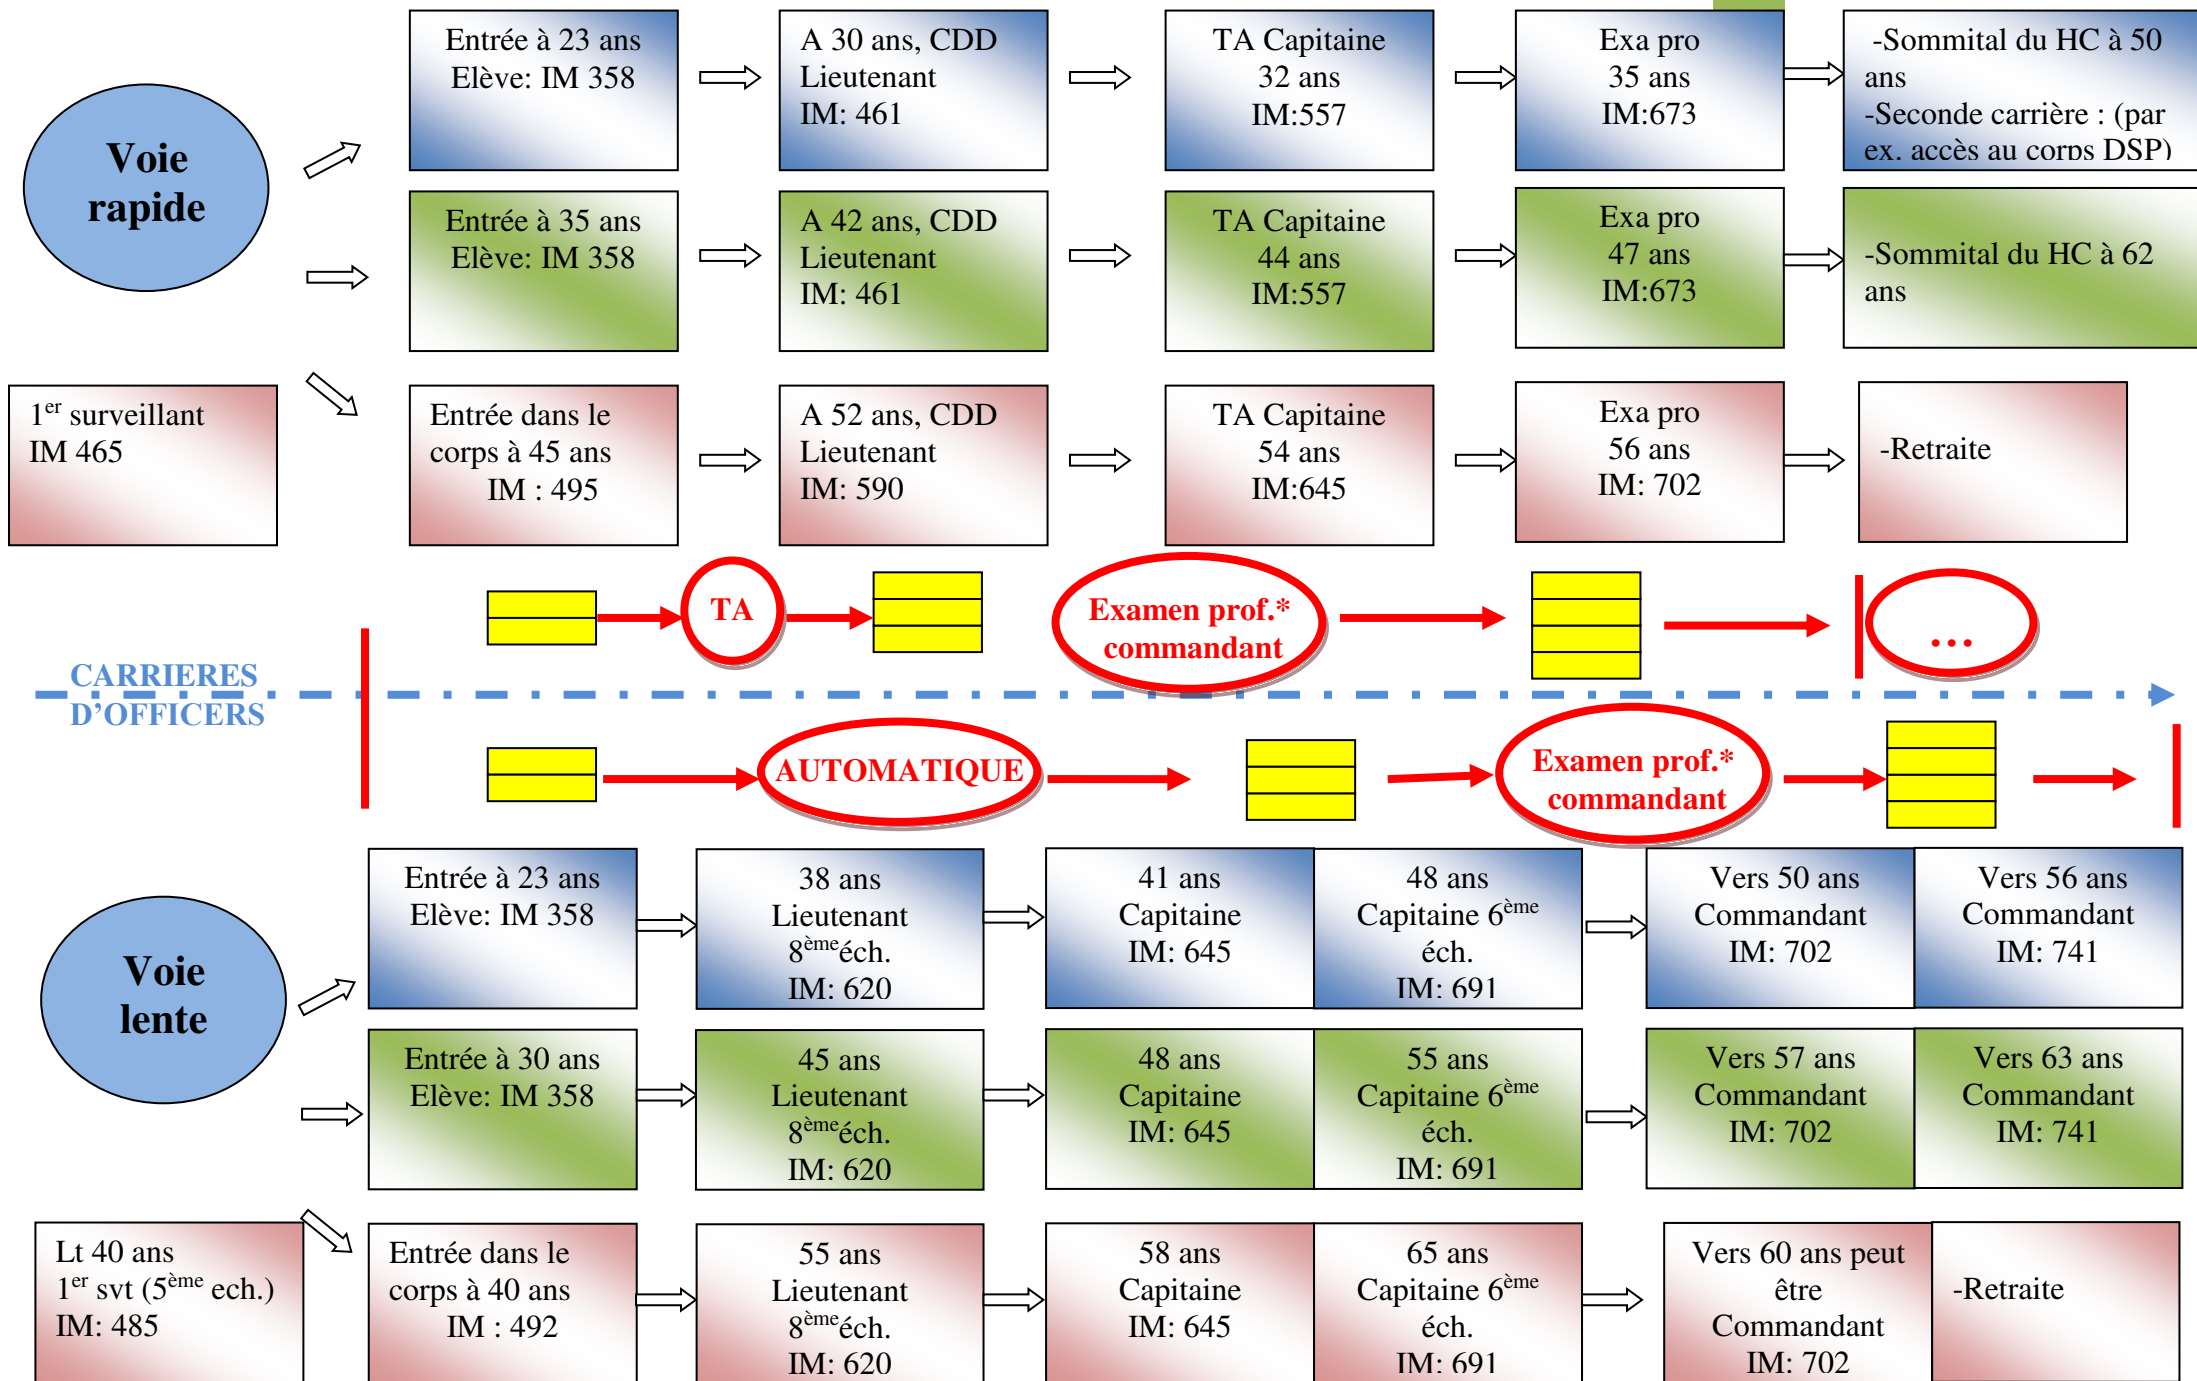 Voie
rapide
Entrée à 23 ans
Elève: IM 358
A 30 ans, CDD
Lieutenant
IM: 461
TA Capitaine
32 ans
IM:557
Exa pro
35 ans
IM:673
-Sommital du HC à 50
ans
-Seconde carrière : (par
ex. accès au corps DSP)
Entrée à 35 ans
Elève: IM 358
A 42 ans, CDD
Lieutenant
IM: 461
TA Capitaine
44 ans
IM:557
Exa pro
47 ans
IM:673
-Sommital du HC à 62
ans
1er surveillant
IM 465
Entrée dans le
corps à 45 ans
IM : 495
A 52 ans, CDD
Lieutenant
IM: 590
TA Capitaine
54 ans
IM:645
Exa pro
56 ans
IM: 702
-Retraite
TA
Examen prof.*
commandant
...
CARRIERES
D’OFFICERS
AUTOMATIQUE
Examen prof.*
commandant
Voie
lente
Entrée à 23 ans
Elève: IM 358
38 ans
Lieutenant
8èmeéch.
IM: 620
41 ans
Capitaine
IM: 645
48 ans
Capitaine 6ème
éch.
IM: 691
Vers 50 ans
Commandant
IM: 702
Vers 56 ans
Commandant
IM: 741
Entrée à 30 ans
Elève: IM 358
45 ans
Lieutenant
8èmeéch.
IM: 620
48 ans
Capitaine
IM: 645
55 ans
Capitaine 6ème
éch.
IM: 691
Vers 57 ans
Commandant
IM: 702
Vers 63 ans
Commandant
IM: 741
Lt 40 ans
1er svt (5ème ech.)
IM: 485
Entrée dans le
corps à 40 ans
IM : 492
55 ans
Lieutenant
8èmeéch.
IM: 620
58 ans
Capitaine
IM: 645
65 ans
Capitaine 6ème
éch.
IM: 691
Vers 60 ans peut
être
Commandant
IM: 702
-Retraite